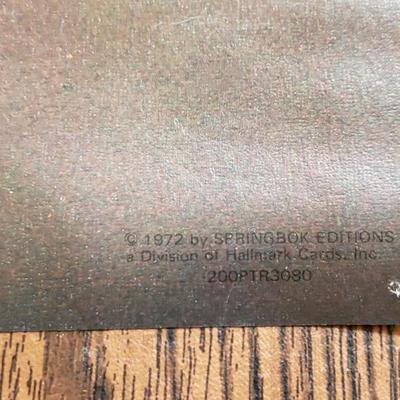 © 1972 by SPRINGBOK EDITIONS
a Division of Hallmark Cards, Inc.
200PTR3080